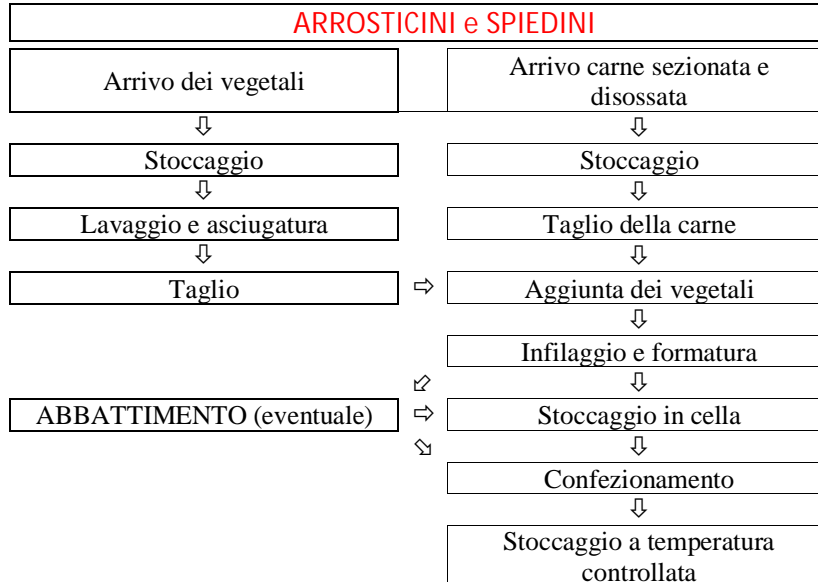 ARROSTICINI e SPIEDINI
Arrivo dei vegetali
Arrivo carne sezionata e
disossata
⇩ ⇩
Stoccaggio
Stoccaggio
⇩ ⇩
Lavaggio e asciugatura
Taglio della carne
⇩ ⇩
Taglio ⇨ Aggiunta dei vegetali
⇩
Infilaggio e formatura
⬃ ⇩
ABBATTIMENTO (eventuale) ⇨ Stoccaggio in cella
⬂ ⇩
Confezionamento
⇩
Stoccaggio a temperatura
controllata